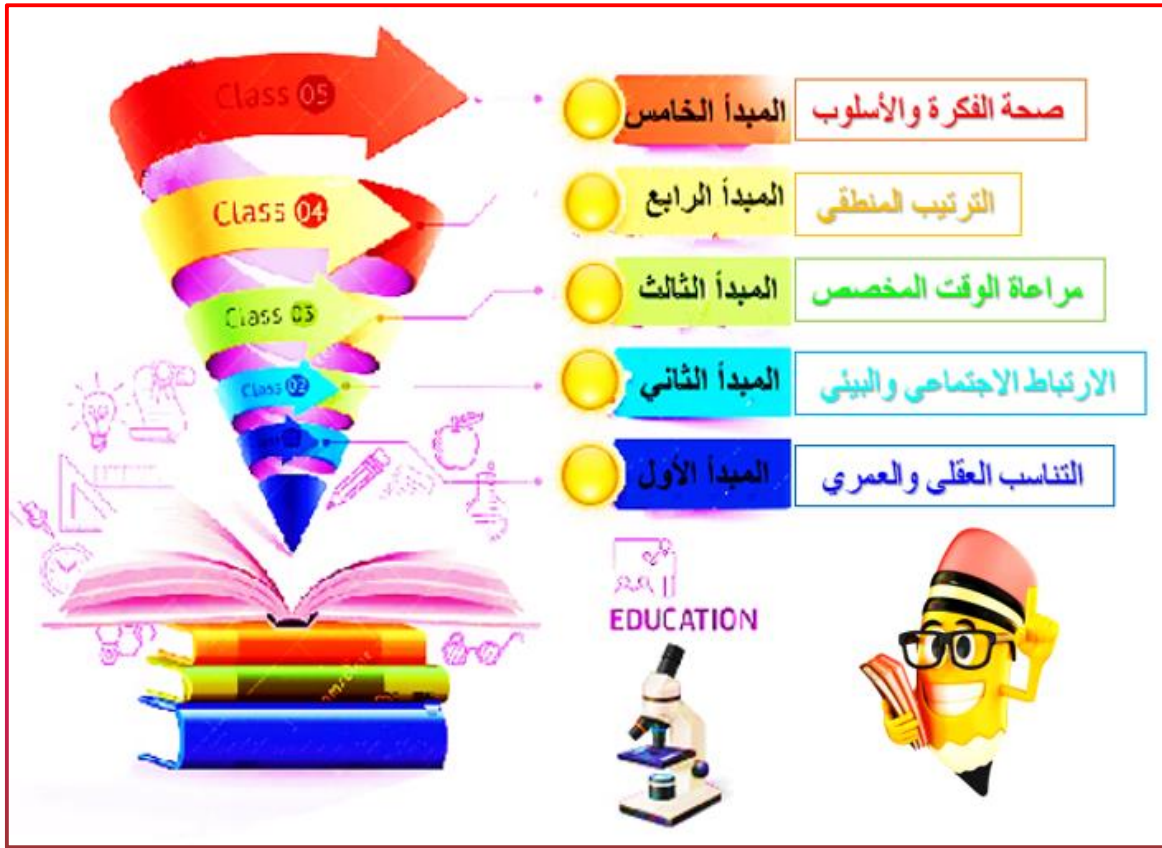 Class 05
المبدأ الخامس
صحة الفكرة والأسلوب
Class 04
المبدأ الرابع
الترتيب المنطقي
Class 03
المبدأ الثالث
مراعاة الوقت المخصص
Class 02
المبدأ الثاني
الارتباط الاجتماعي والبيئي
المبدأ الأول
التناسب العقلي والعمري
EDUCATION